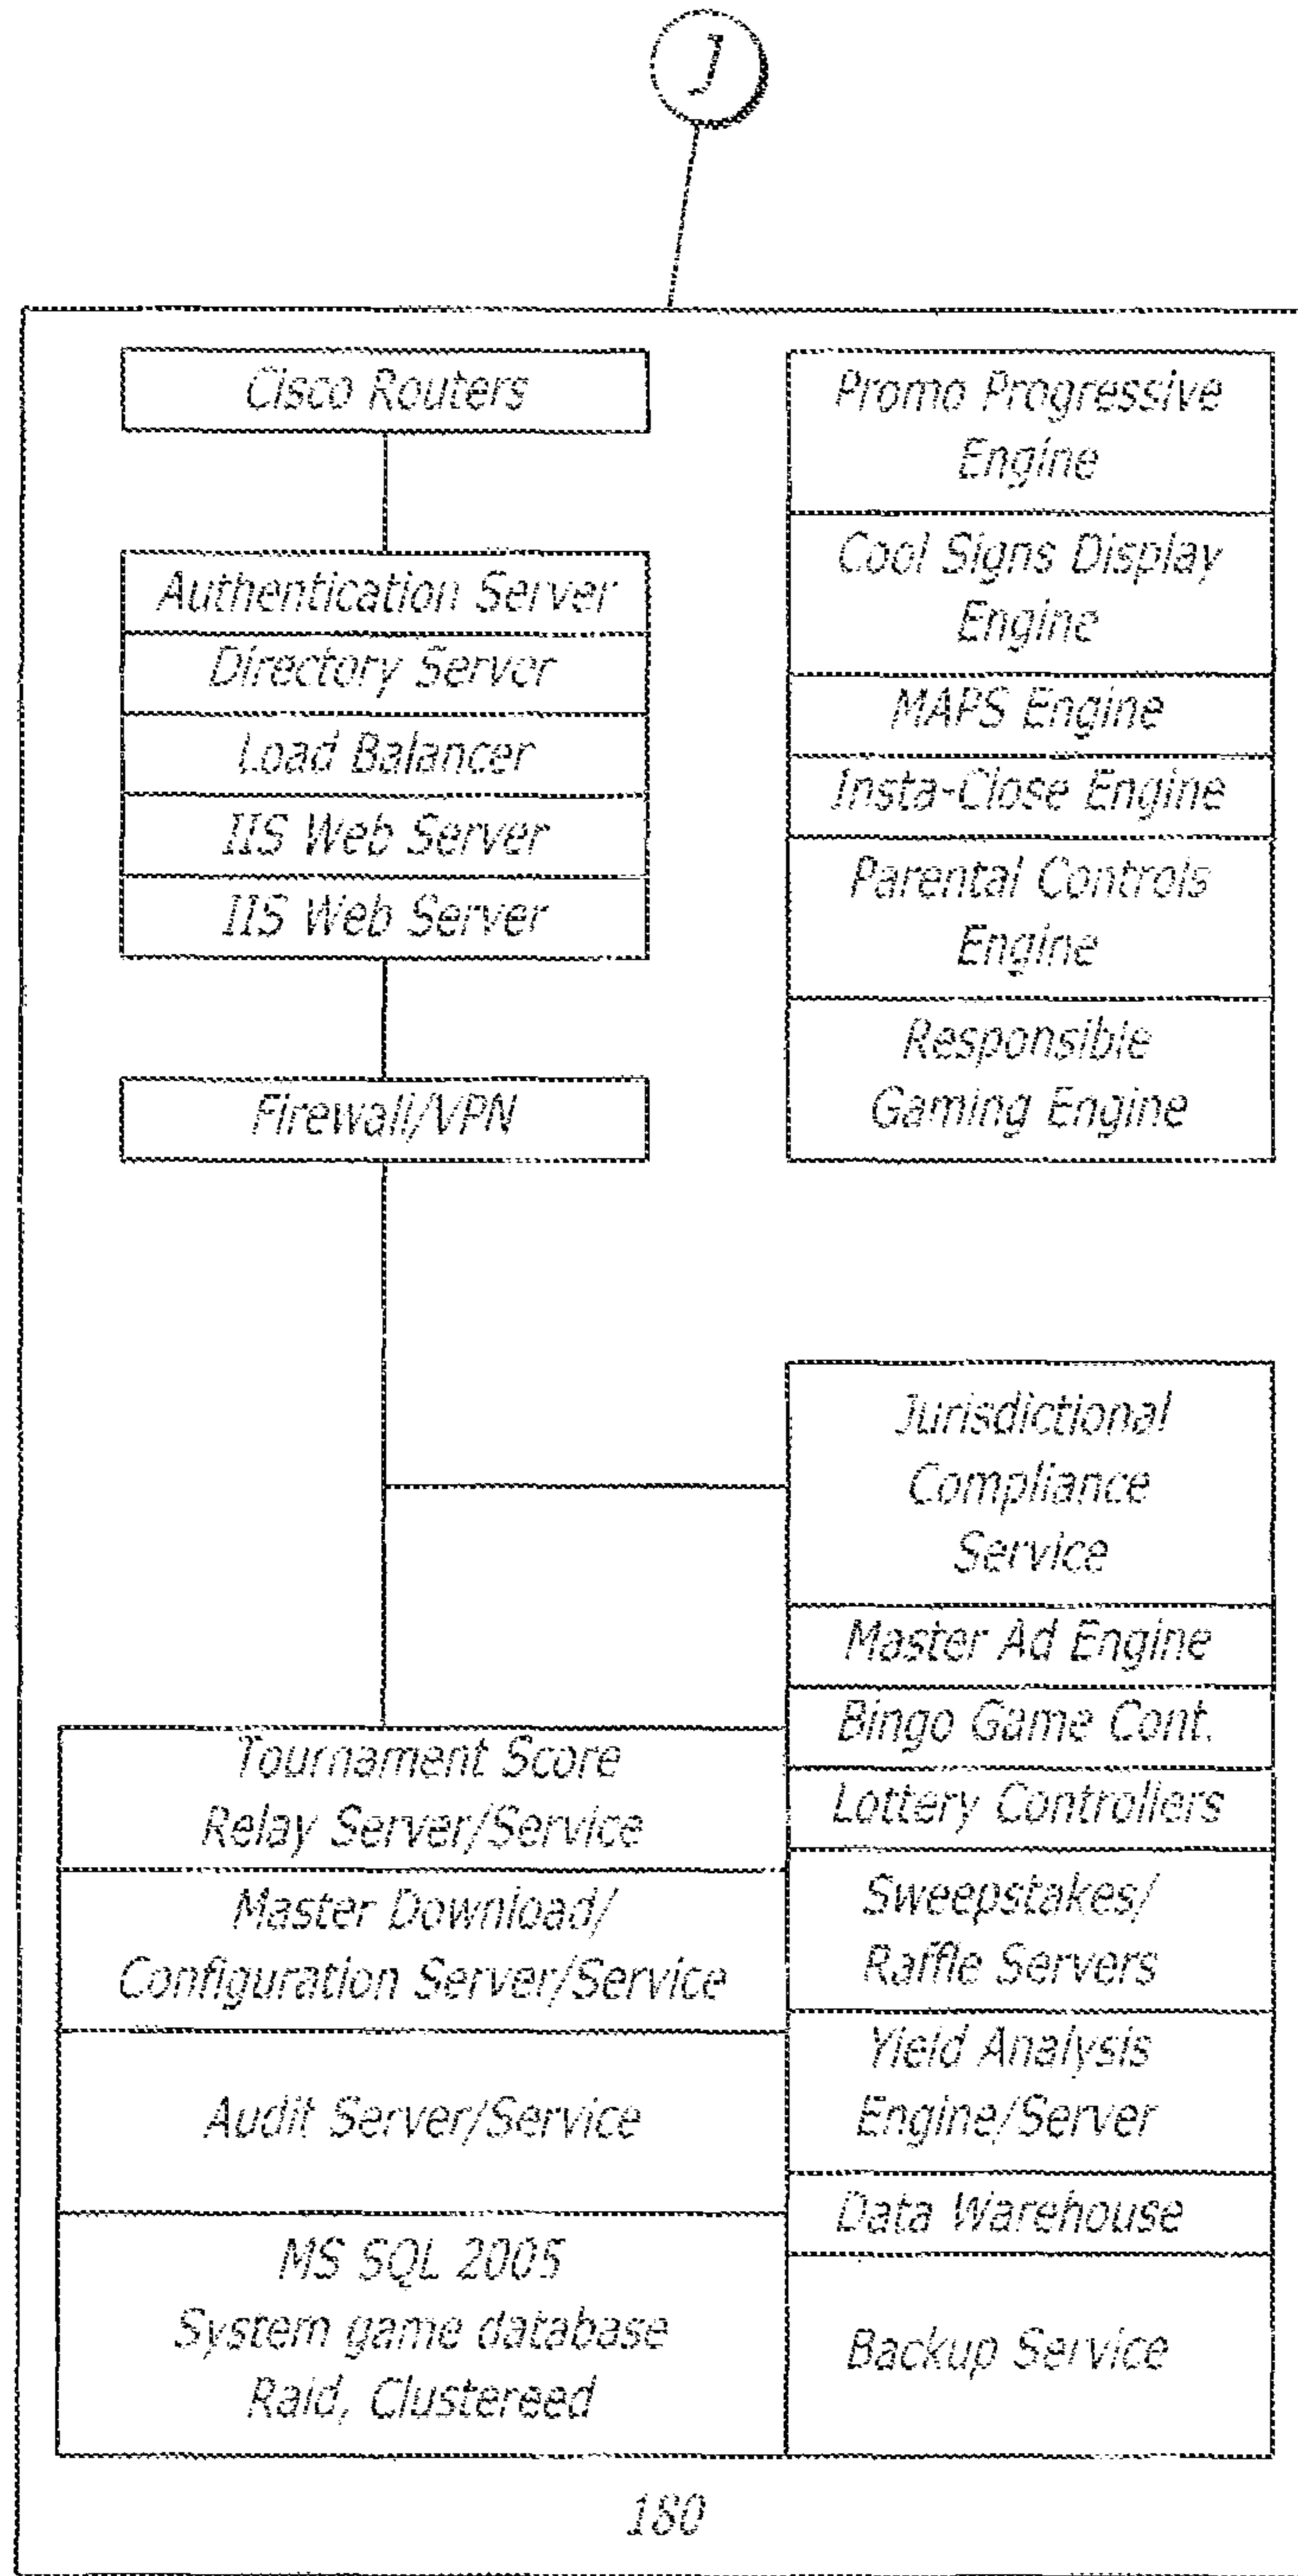 J
Cisco Routers
Authentication Server
Directory Server
Load Balancer
IIS Web Server
IIS Web Server
Firewall/VPN
Promo Progressive
Engine
Cool Signs Display
Engine
MAPS Engine
Insta-Close Engine
Parental Controls
Engine
Responsible
Gaming Engine
Jurisdictional
Compliance
Service
Master Ad Engine
Bingo Game Cont.
Lottery Controllers
Sweepstakes/
Raffle Servers
Yield Analysis
Engine/Server
Data Warehouse
Backup Service
Tournament Score
Relay Server/Service
Master Download/
Configuration Server/Service
Audit Server/Service
MS SQL 2005
System game database
Raid, Clustereed
180